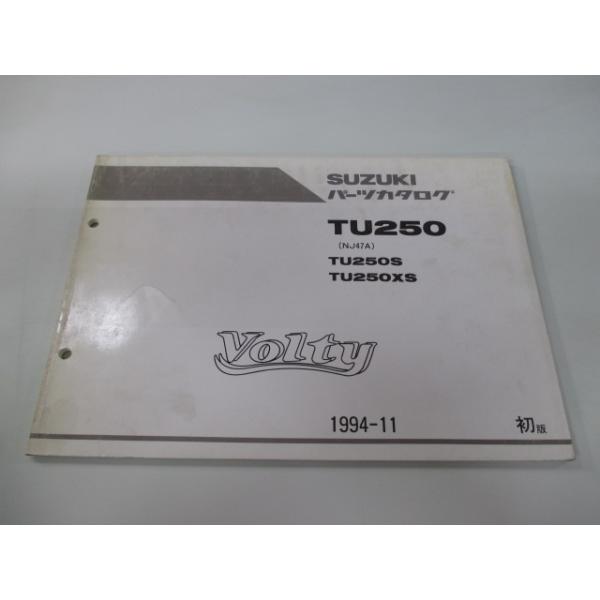 SUZUKI
パーツカタログ
TU250
(NJ47A)
TU250S
TU250XS
Volty
1994-11 初版